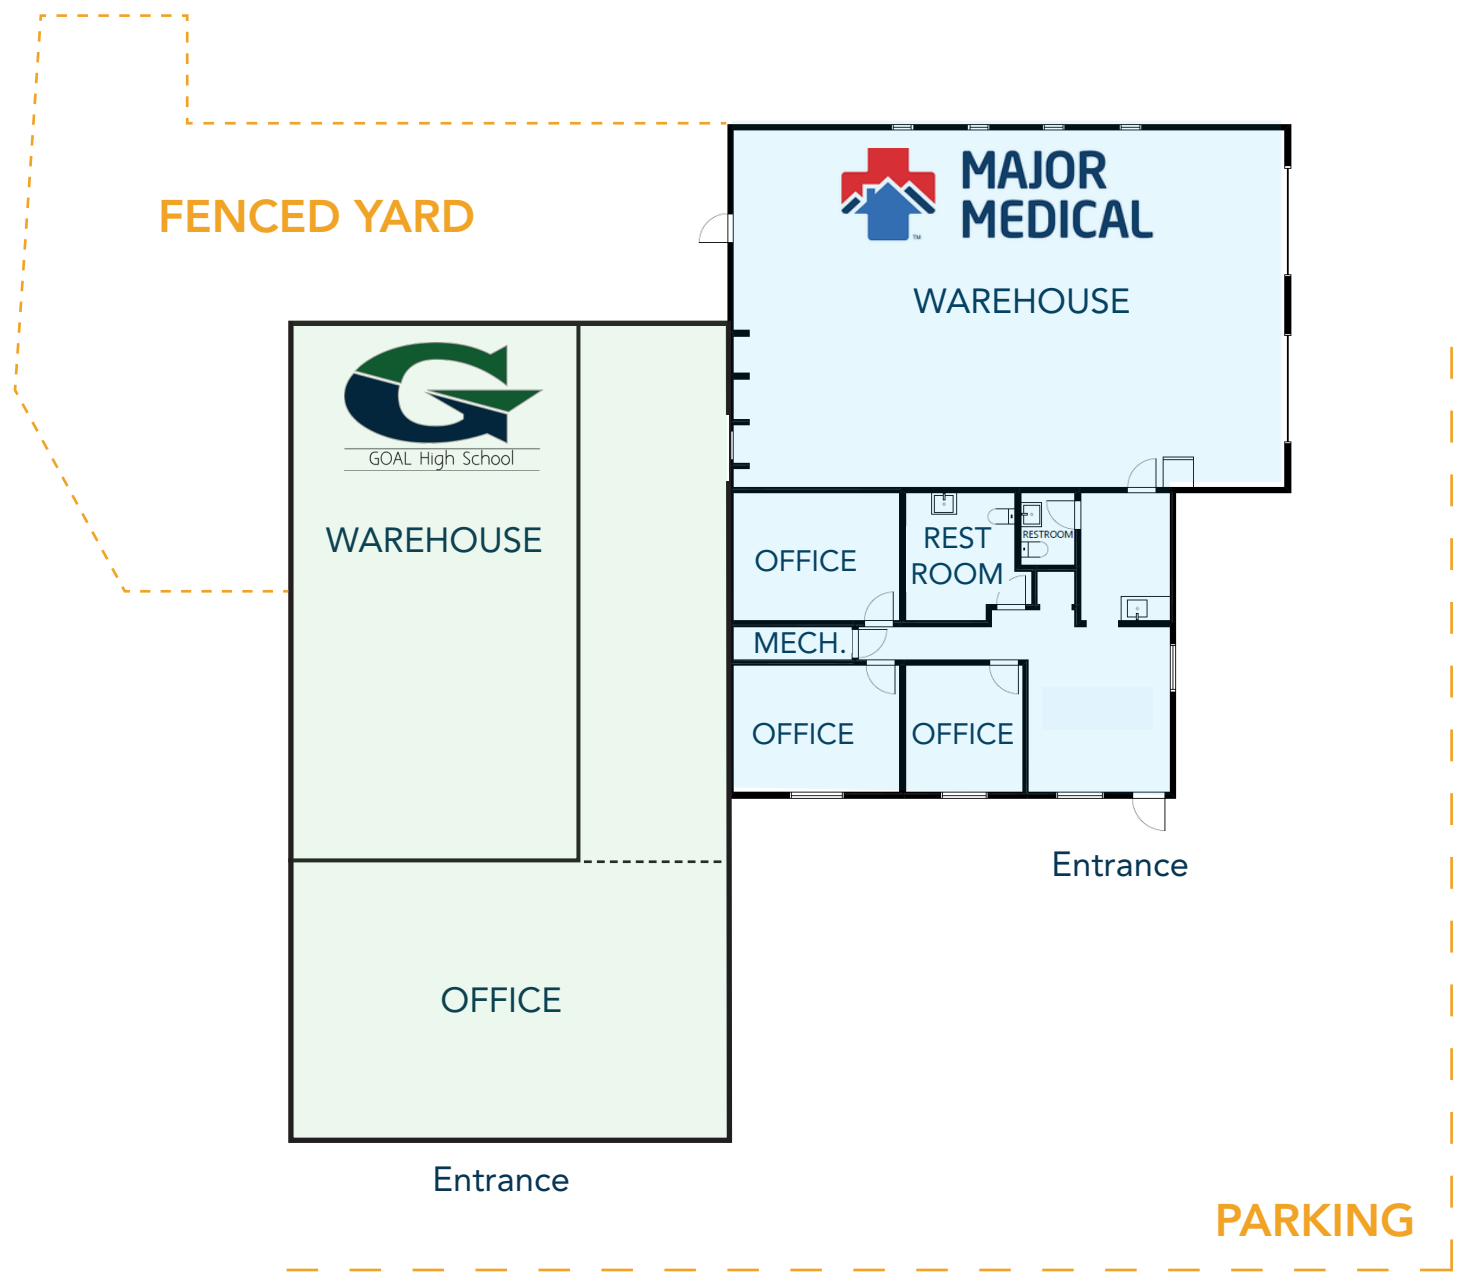 FENCED YARD
MAJOR
MEDICAL
TM
WAREHOUSE
GOAL High School
WAREHOUSE
OFFICE
REST
ROOM
RESTROOM
MECH.
OFFICE
OFFICE
Entrance
OFFICE
Entrance
PARKING